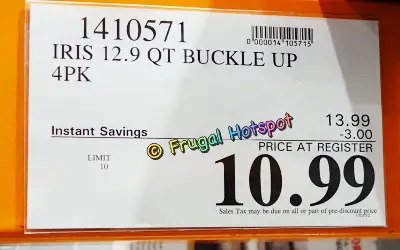 1410571
0000014105715
IRIS 12.9 QT BUCKLE UP
4PK
13.99
Instant Savings -3.00
© Frugal Hotspot
PRICE AT REGISTER
LIMIT
10
10.99
Sales Tax may be due on all or part of pre-discount price